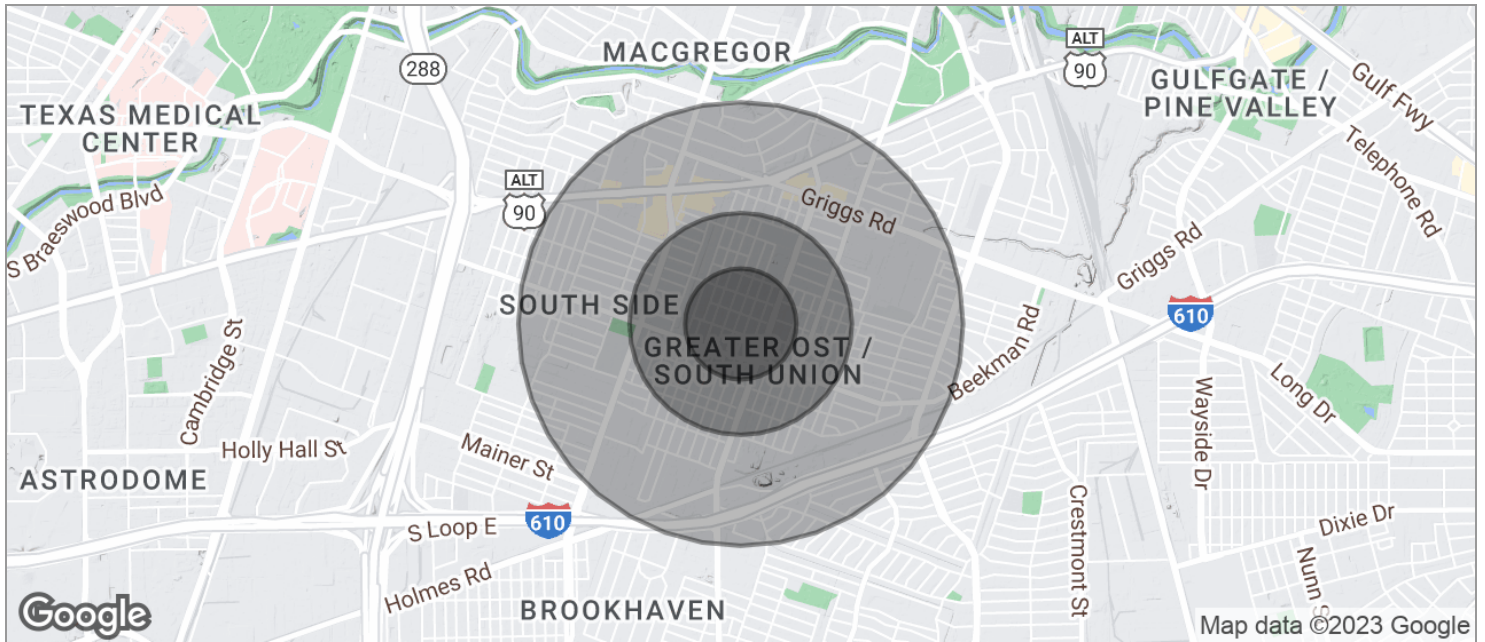 MACGREGOR
ALT
90
288
GULFGATE /
PINE VALLEY
Gulf Fwy
TEXAS MEDICAL
CENTER
Telephone Rd
ALT
90
S Braeswood Blvd
Griggs Rd
Griggs Rd
SOUTH SIDE
610
GREATER OST /
SOUTH UNION
Beekman Rd
Cambridge St
Long Dr
Wayside Dr
Holly Hall St
Mainer St
ASTRODOME
Crestmont St
610
S Loop E
Dixie Dr
Holmes Rd
Nunn S
BROOKHAVEN
Google
Map data ©2023 Google